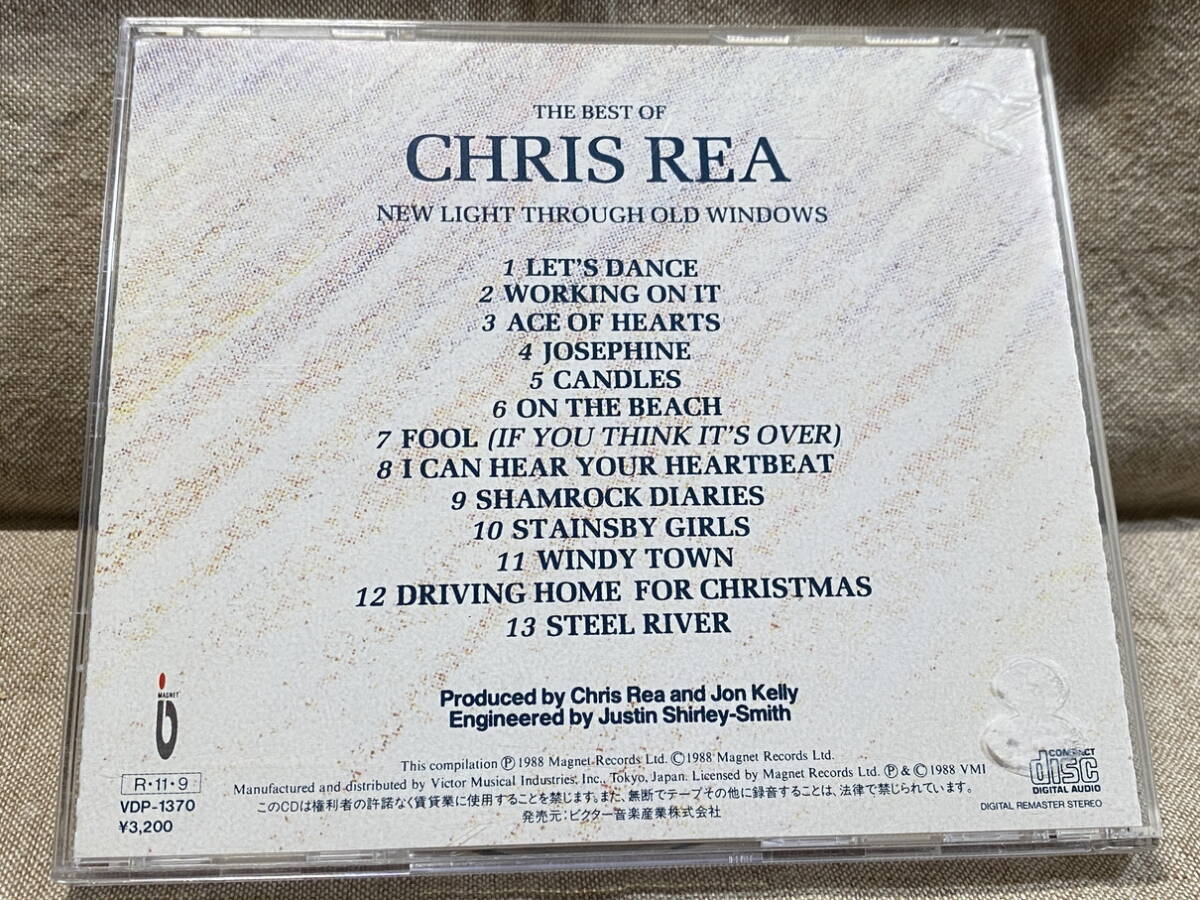 THE BEST OF
CHRIS REA
NEW LIGHT THROUGH OLD WINDOWS
1 LET'S DANCE
2 WORKING ON IT
3 ACE OF HEARTS
4 JOSEPHINE
5 CANDLES
6 ON THE BEACH
7 FOOL (IF YOU THINK IT'S OVER)
8 I CAN HEAR YOUR HEARTBEAT
9 SHAMROCK DIARIES
10 STAINSBY GIRLS
11 WINDY TOWN
12 DRIVING HOME FOR CHRISTMAS
13 STEEL RIVER
Produced by Chris Rea and Jon Kelly
Engineered by Justin Shirley-Smith
MAGNET
This compilation Ⓟ1988 Magnet Records Ltd. Ⓒ1988 Magnet Records Ltd.
Manufactured and distributed by Victor Musical Industries, Inc., Tokyo, Japan. Licensed by Magnet Records Ltd. Ⓟ & Ⓒ 1988 VMI
このCDは権利者の許諾なく賃貸業に使用することを禁じます。また、無断でテープその他に録音することは、法律で禁じられています。
発売元:ビクター音楽産業株式会社
R・11・9
VDP-1370
¥3,200
COMPACT
disc
DIGITAL AUDIO
DIGITAL REMASTER STEREO